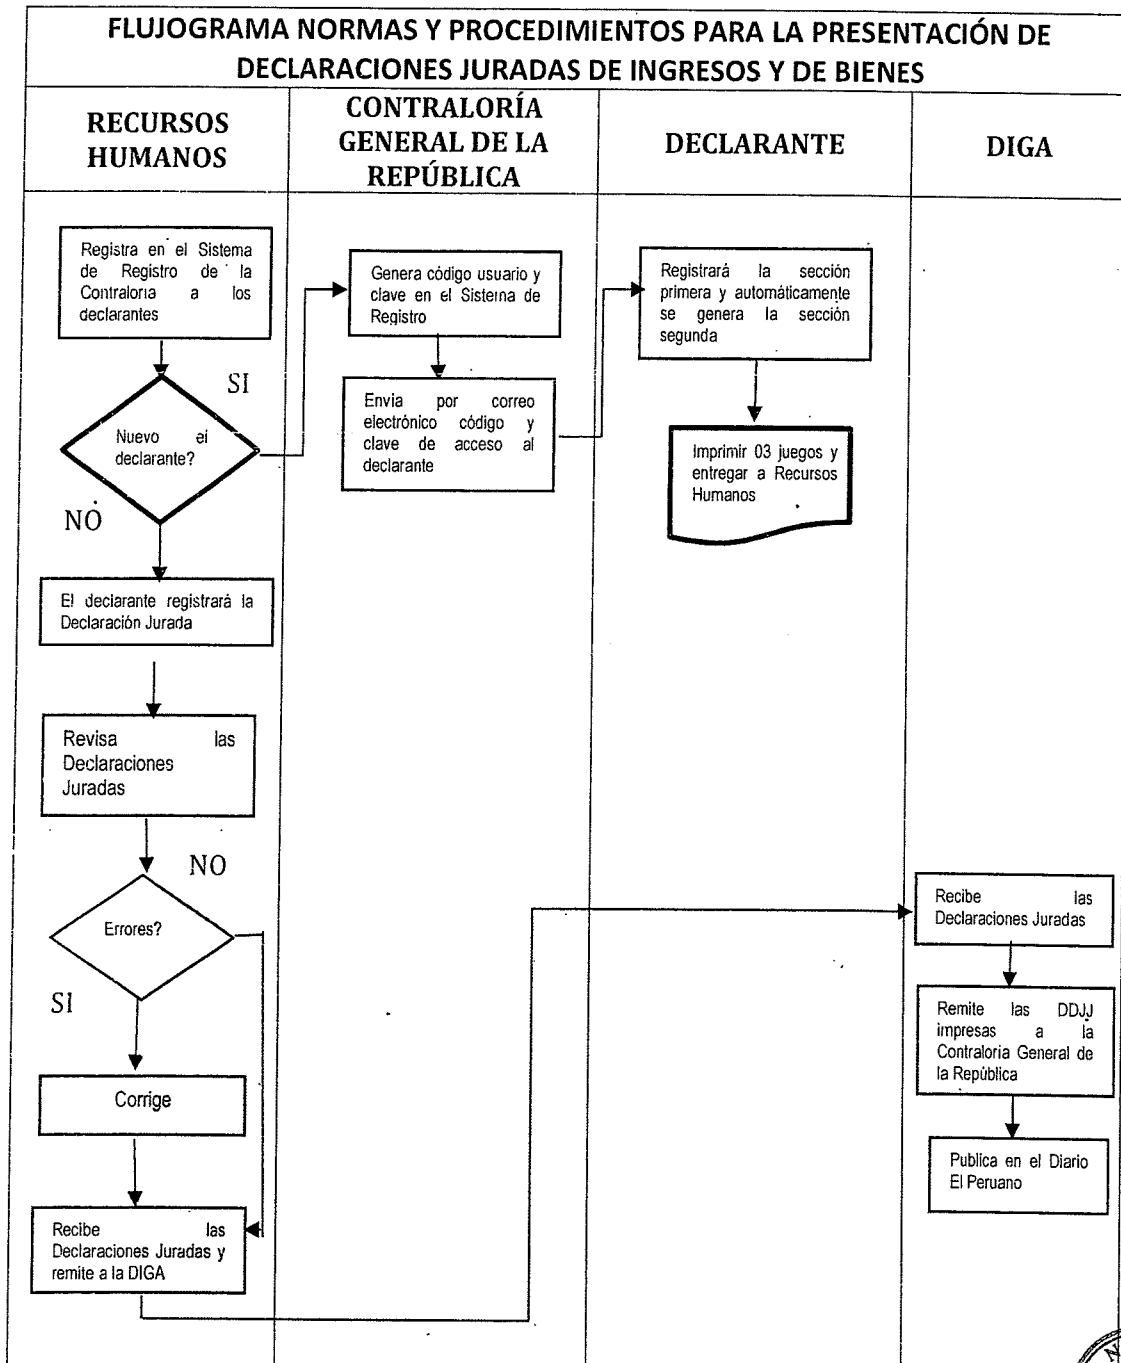 FLUJOGRAMA NORMAS Y PROCEDIMIENTOS PARA LA PRESENTACIÓN DE
DECLARACIONES JURADAS DE INGRESOS Y DE BIENES
RECURSOS
HUMANOS
CONTRALORÍA
GENERAL DE LA
REPÚBLICA
DECLARANTE
DIGA
Registra en el Sistema
de Registro de la
Contraloria a los
declarantes
SI
Nuevo el
declarante?
NO
El declarante registrará la
Declaración Jurada
Revisa las
Declaraciones
Juradas
NO
Errores?
SI
Corrige
Recibe las
Declaraciones Juradas y
remite a la DIGA
Genera código usuario y
clave en el Sistema de
Registro
Envia por correo
electrónico código y
clave de acceso al
declarante
Registrará la sección
primera y automáticamente
se genera la sección
segunda
Imprimir 03 juegos y
entregar a Recursos
Humanos
Recibe las
Declaraciones Juradas
Remite las DDJJ
impresas a la
Contraloria General de
la República
Publica en el Diario
El Peruano